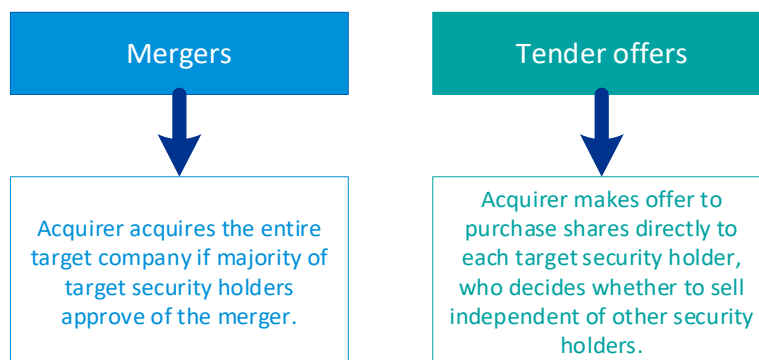 Mergers
Acquirer acquires the entire
target company if majority of
target security holders
approve of the merger.
Tender offers
Acquirer makes offer to
purchase shares directly to
each target security holder,
who decides whether to sell
independent of other security
holders.